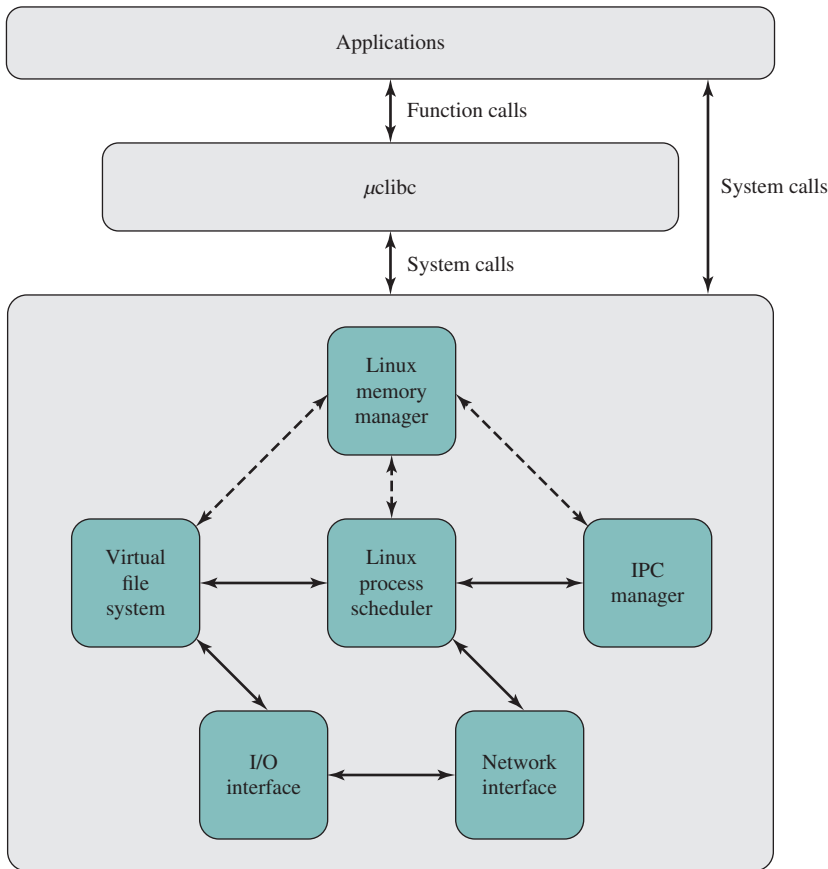 Applications
Function calls
μclibc
System calls
System calls
Linux
memory
manager
Virtual
file
system
Linux
process
scheduler
IPC
manager
I/O
interface
Network
interface